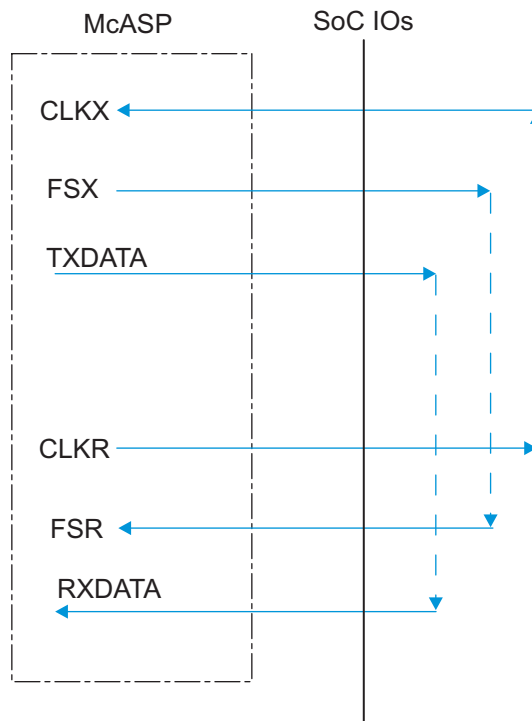 McASP
SoC IOs
CLKX
FSX
TXDATA
CLKR
FSR
RXDATA